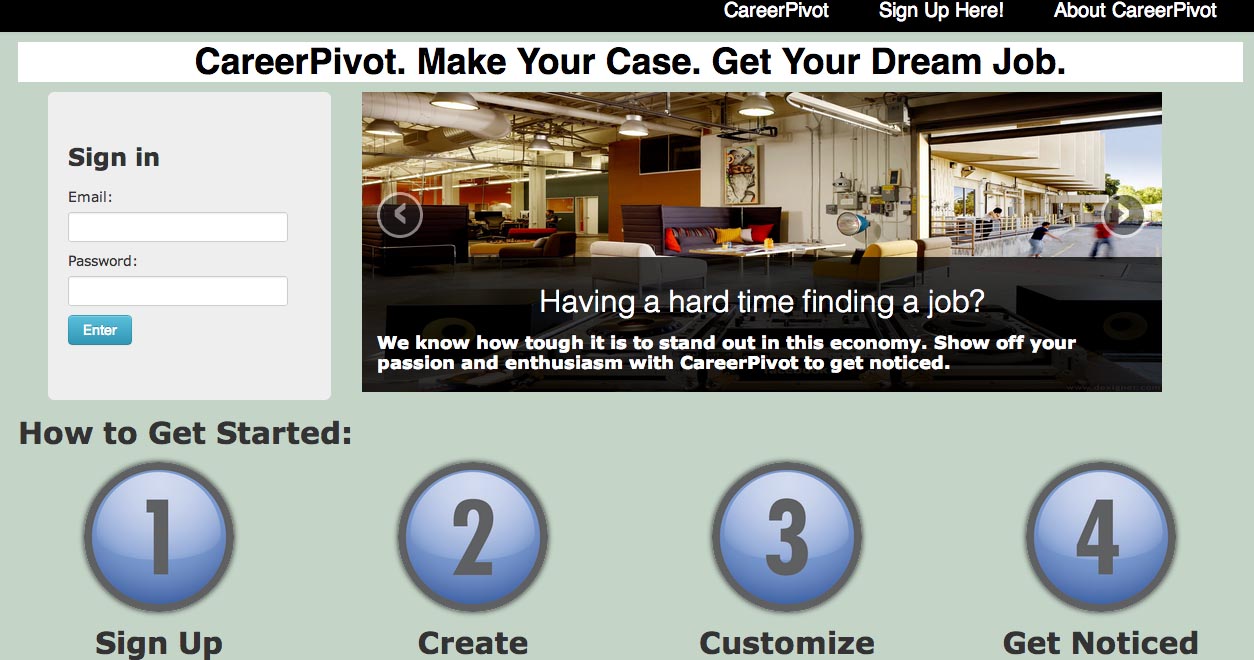 CareerPivot Sign Up Here! About CareerPivot
CareerPivot. Make Your Case. Get Your Dream Job.
Sign in
Email:
Password:
Enter
Having a hard time finding a job?
We know how tough it is to stand out in this economy. Show off your
passion and enthusiasm with CareerPivot to get noticed.
How to Get Started:
1 2 3 4
Sign Up Create Customize Get Noticed